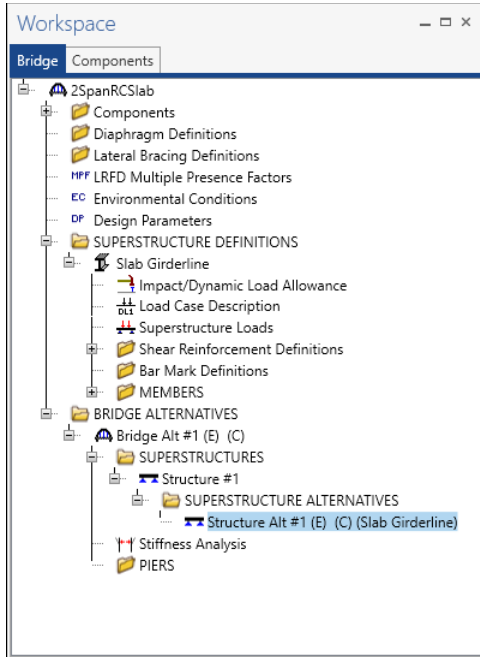 Workspace
Bridge Components
2SpanRCSlab
Components
Diaphragm Definitions
Lateral Bracing Definitions
MPF LRFD Multiple Presence Factors
EC Environmental Conditions
DP Design Parameters
SUPERSTRUCTURE DEFINITIONS
Slab Girderline
Impact/Dynamic Load Allowance
DL1 Load Case Description
Superstructure Loads
Shear Reinforcement Definitions
Bar Mark Definitions
MEMBERS
BRIDGE ALTERNATIVES
Bridge Alt #1 (E) (C)
SUPERSTRUCTURES
Structure #1
SUPERSTRUCTURE ALTERNATIVES
Structure Alt #1 (E) (C) (Slab Girderline)
Stiffness Analysis
PIERS